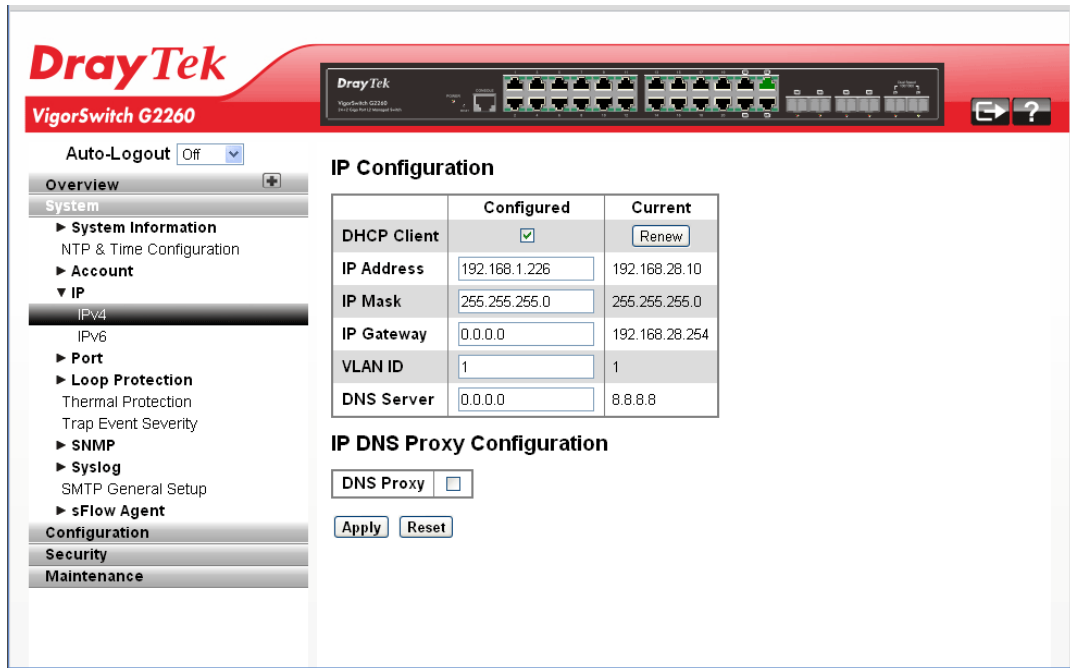 DrayTek
VigorSwitch G2260
DrayTek
VigorSwitch G2260
CONSOLE
Auto-Logout Off
Overview
System
► System Information
NTP & Time Configuration
► Account
▼ IP
IPv4
IPv6
► Port
► Loop Protection
Thermal Protection
Trap Event Severity
► SNMP
► Syslog
SMTP General Setup
► sFlow Agent
Configuration
Security
Maintenance
IP Configuration
Configured Current
DHCP Client Renew
IP Address 192.168.1.226 192.168.28.10
IP Mask 255.255.255.0 255.255.255.0
IP Gateway 0.0.0.0 192.168.28.254
VLAN ID 1 1
DNS Server 0.0.0.0 8.8.8.8
IP DNS Proxy Configuration
DNS Proxy
Apply Reset